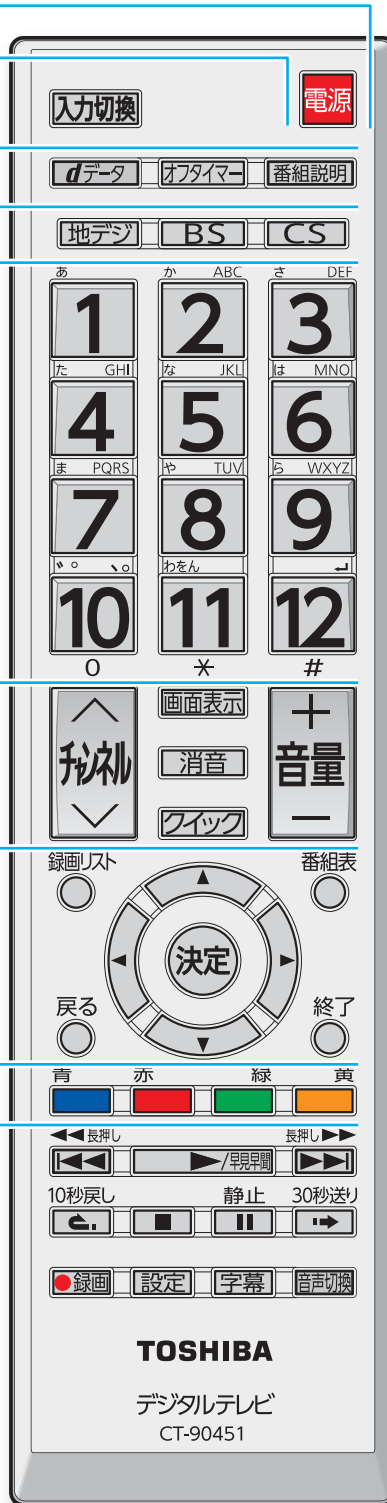 入力切換 電源
dデータ オフタイマー 番組説明
地デジ BS CS
あ か ABC さ DEF
1 2 3
た GHI な JKL は MNO
4 5 6
ま PQRS や TUV ら WXYZ
7 8 9
゛゜ 、。 わをん
10 11 12
0 * #
画面表示
チャンネル 消音 + 音量 −
クイック
録画リスト 番組表
決定
戻る 終了
青 赤 緑 黄
◀◀ 長押し 長押し ▶▶
/早見早聞
10秒戻し 静止 30秒送り
●録画 設定 字幕 音声切換
TOSHIBA
デジタルテレビ
CT-90451